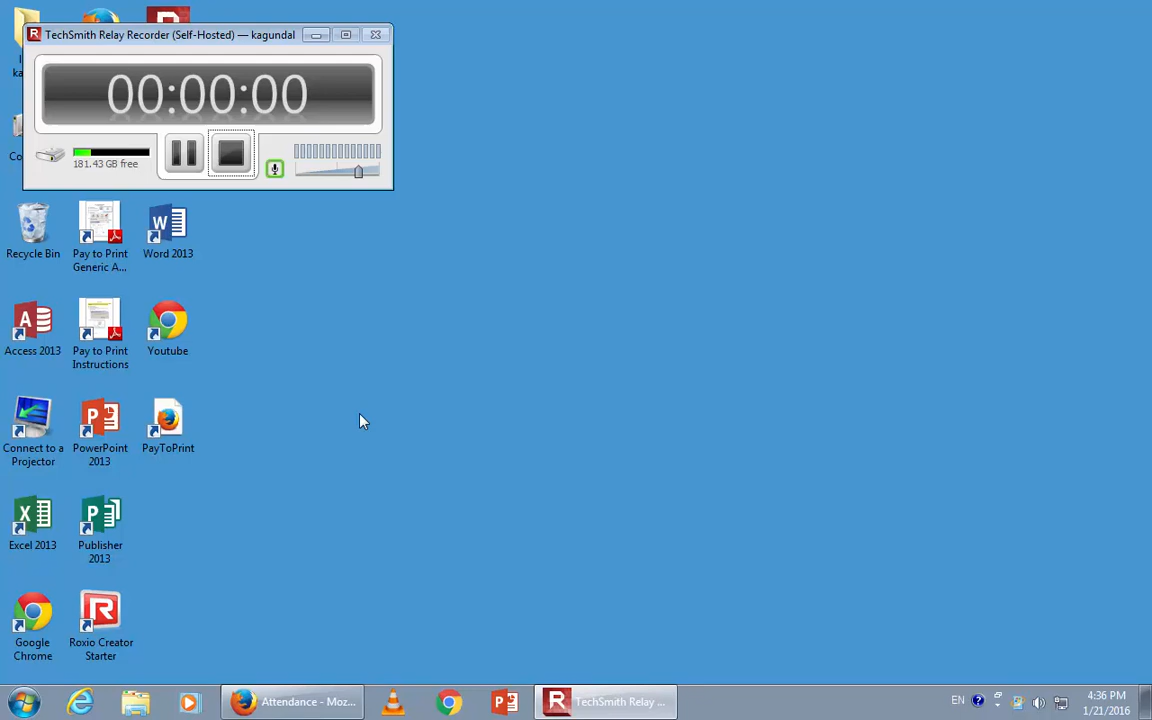 TechSmith Relay Recorder (Self-Hosted) — kagundal
00:00:00
181.43 GB free
Recycle Bin
Pay to Print
Generic A...
Word 2013
Access 2013
Pay to Print
Instructions
Youtube
Connect to a
Projector
PowerPoint
2013
PayToPrint
Excel 2013
Publisher
2013
Google
Chrome
Roxio Creator
Starter
Attendance - Moz...
TechSmith Relay ...
EN
4:36 PM
1/21/2016